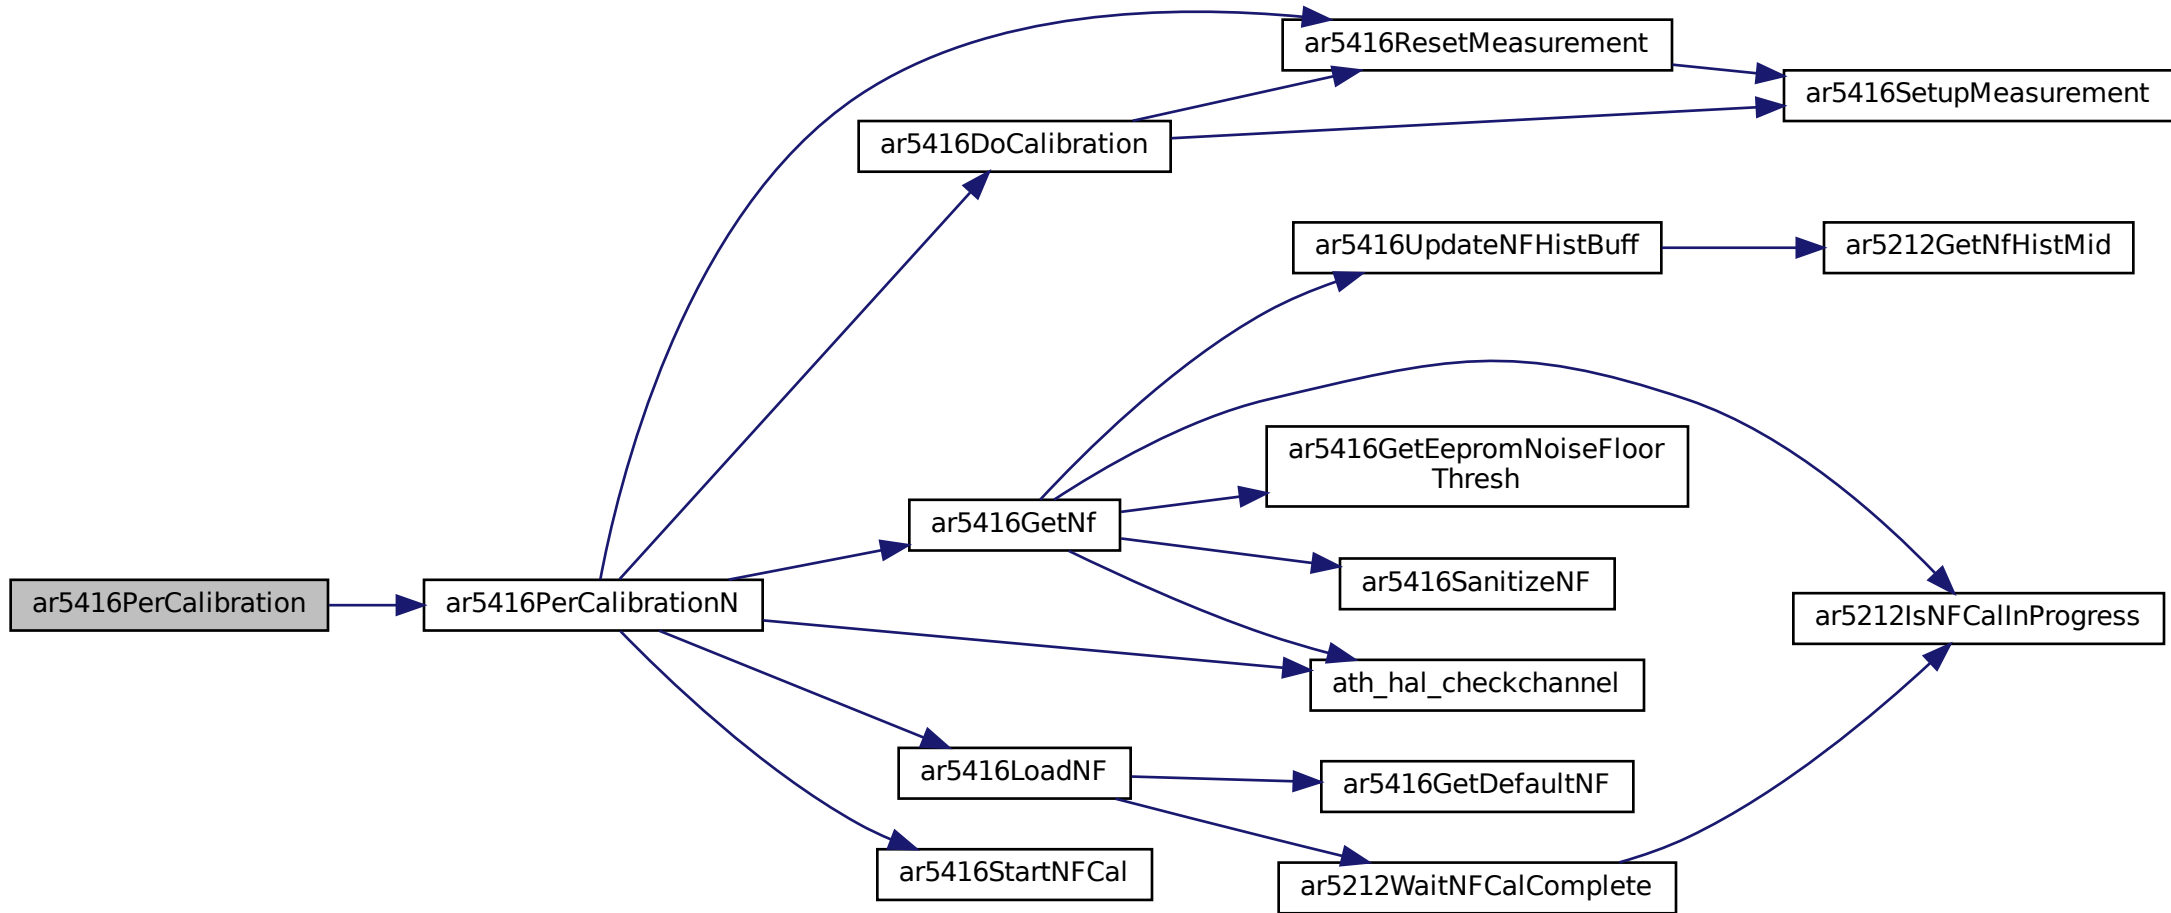 ar5416ResetMeasurement
ar5416SetupMeasurement
ar5416DoCalibration
ar5416UpdateNFHistBuff
ar5212GetNfHistMid
ar5416GetEepromNoiseFloor
Thresh
ar5416GetNf
ar5416SanitizeNF
ar5416PerCalibration
ar5416PerCalibrationN
ar5212IsNFCalInProgress
ath_hal_checkchannel
ar5416LoadNF
ar5416GetDefaultNF
ar5416StartNFCal
ar5212WaitNFCalComplete